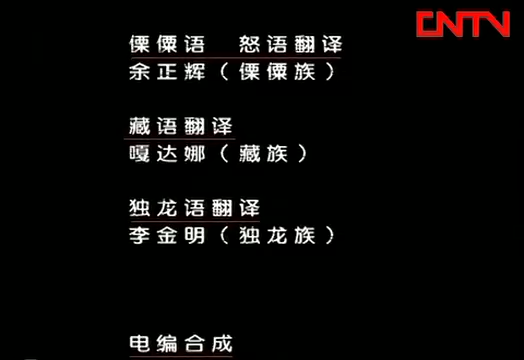 CNTV
傈僳语 怒语翻译
余正辉（傈僳族）
藏语翻译
嘎达娜（藏族）
独龙语翻译
李金明（独龙族）
电编合成